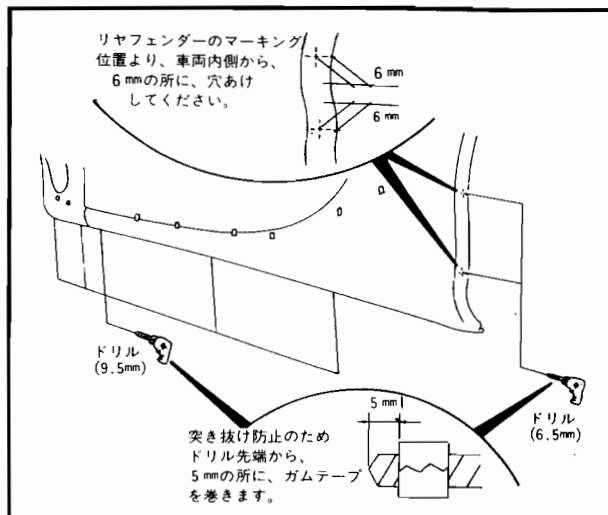 リヤフェンダーのマーキング
位置より、車両内側から、
6mmの所に、穴あけ
してください。
6mm
6mm
ドリル
(9.5mm)
5mm
ドリル
(6.5mm)
突き抜け防止のため
ドリル先端から、
5mmの所に、ガムテープ
を巻きます。